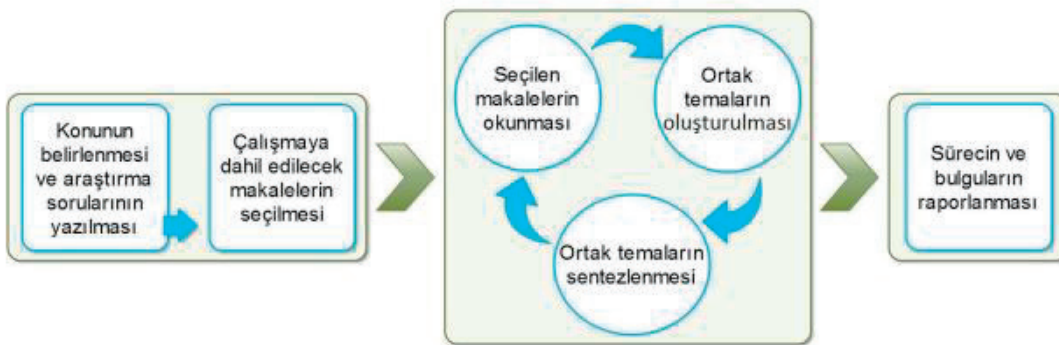 Konunun
belirlenmesi
ve araştırma
sorularının
yazılması
Çalışmaya
dahil edilecek
makalelerin
seçilmesi
Seçilen
makalelerin
okunması
Ortak
temaların
oluşturulması
Ortak temaların
sentezlenmesi
Sürecin ve
bulguların
raporlanması